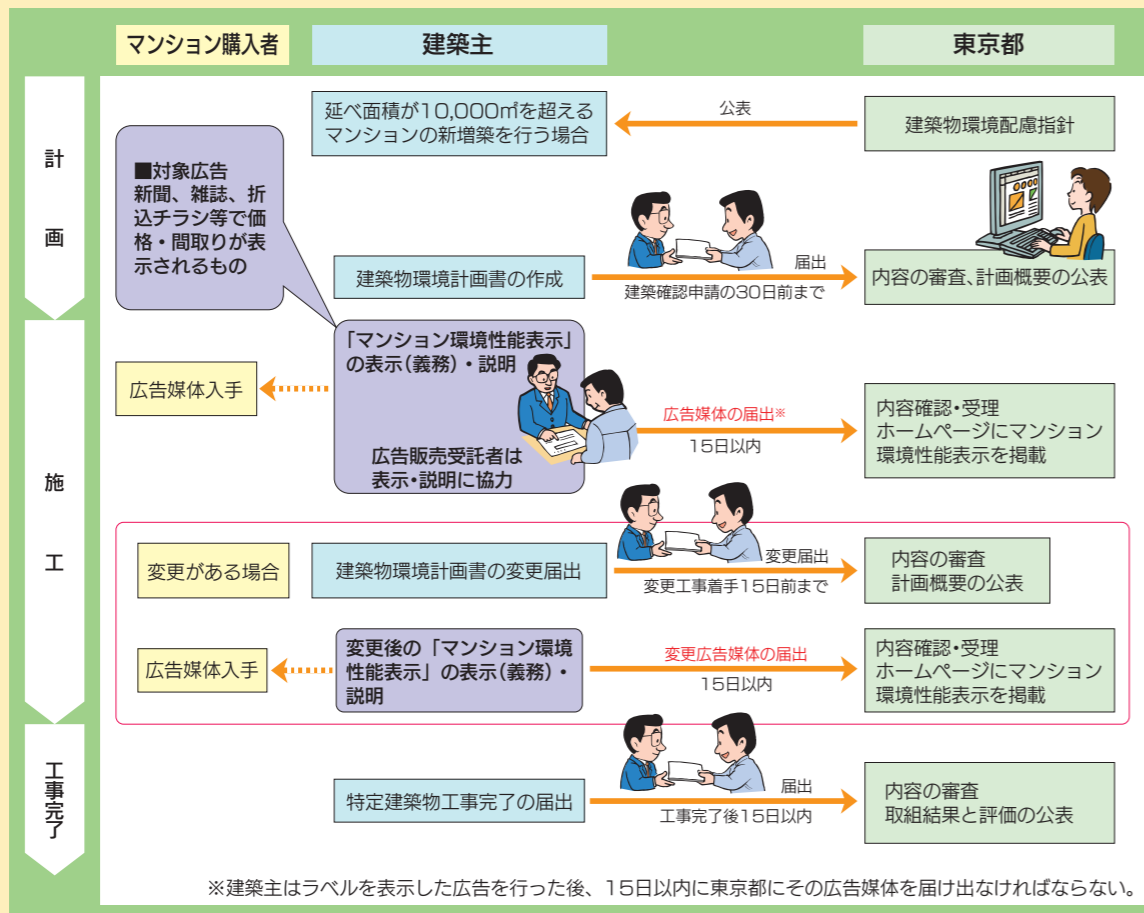 マンション購入者
建築主
東京都
計画
延べ面積が10,000㎡を超える
マンションの新増築を行う場合
公表
建築物環境配慮指針
■対象広告
新聞、雑誌、折
込チラシ等で価
格・間取りが表
示されるもの
建築物環境計画書の作成
届出
建築確認申請の30日前まで
内容の審査、計画概要の公表
施工
「マンション環境性能表示」
の表示(義務)・説明
広告販売受託者は
表示・説明に協力
広告媒体入手
広告媒体の届出※
15日以内
内容確認・受理
ホームページにマンション
環境性能表示を掲載
変更がある場合
建築物環境計画書の変更届出
変更届出
変更工事着手15日前まで
内容の審査
計画概要の公表
広告媒体入手
変更後の「マンション環境
性能表示」の表示(義務)・
説明
変更広告媒体の届出
15日以内
内容確認・受理
ホームページにマンション
環境性能表示を掲載
工事完了
特定建築物工事完了の届出
届出
工事完了後15日以内
内容の審査
取組結果と評価の公表
※建築主はラベルを表示した広告を行った後、15日以内に東京都にその広告媒体を届け出なければならない。